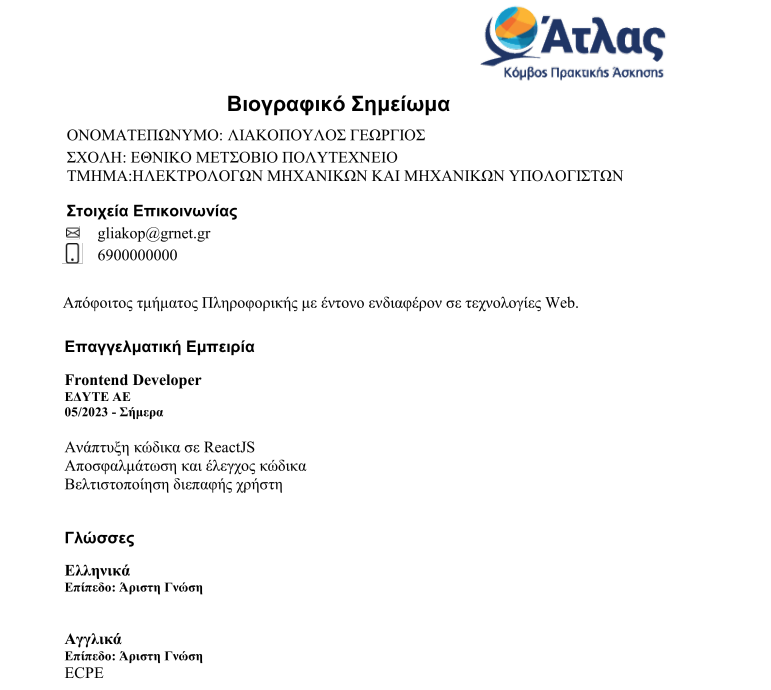 Άτλας
Κόμβος Πρακτικής Άσκησης
Βιογραφικό Σημείωμα
ΟΝΟΜΑΤΕΠΩΝΥΜΟ: ΛΙΑΚΟΠΟΥΛΟΣ ΓΕΩΡΓΙΟΣ
ΣΧΟΛΗ: ΕΘΝΙΚΟ ΜΕΤΣΟΒΙΟ ΠΟΛΥΤΕΧΝΕΙΟ
ΤΜΗΜΑ:ΗΛΕΚΤΡΟΛΟΓΩΝ ΜΗΧΑΝΙΚΩΝ ΚΑΙ ΜΗΧΑΝΙΚΩΝ ΥΠΟΛΟΓΙΣΤΩΝ
Στοιχεία Επικοινωνίας
gliakop@grnet.gr
6900000000
Απόφοιτος τμήματος Πληροφορικής με έντονο ενδιαφέρον σε τεχνολογίες Web.
Επαγγελματική Εμπειρία
Frontend Developer
ΕΔΥΤΕ ΑΕ
05/2023 - Σήμερα
Ανάπτυξη κώδικα σε ReactJS
Αποσφαλμάτωση και έλεγχος κώδικα
Βελτιστοποίηση διεπαφής χρήστη
Γλώσσες
Ελληνικά
Επίπεδο: Άριστη Γνώση
Αγγλικά
Επίπεδο: Άριστη Γνώση
ECPE